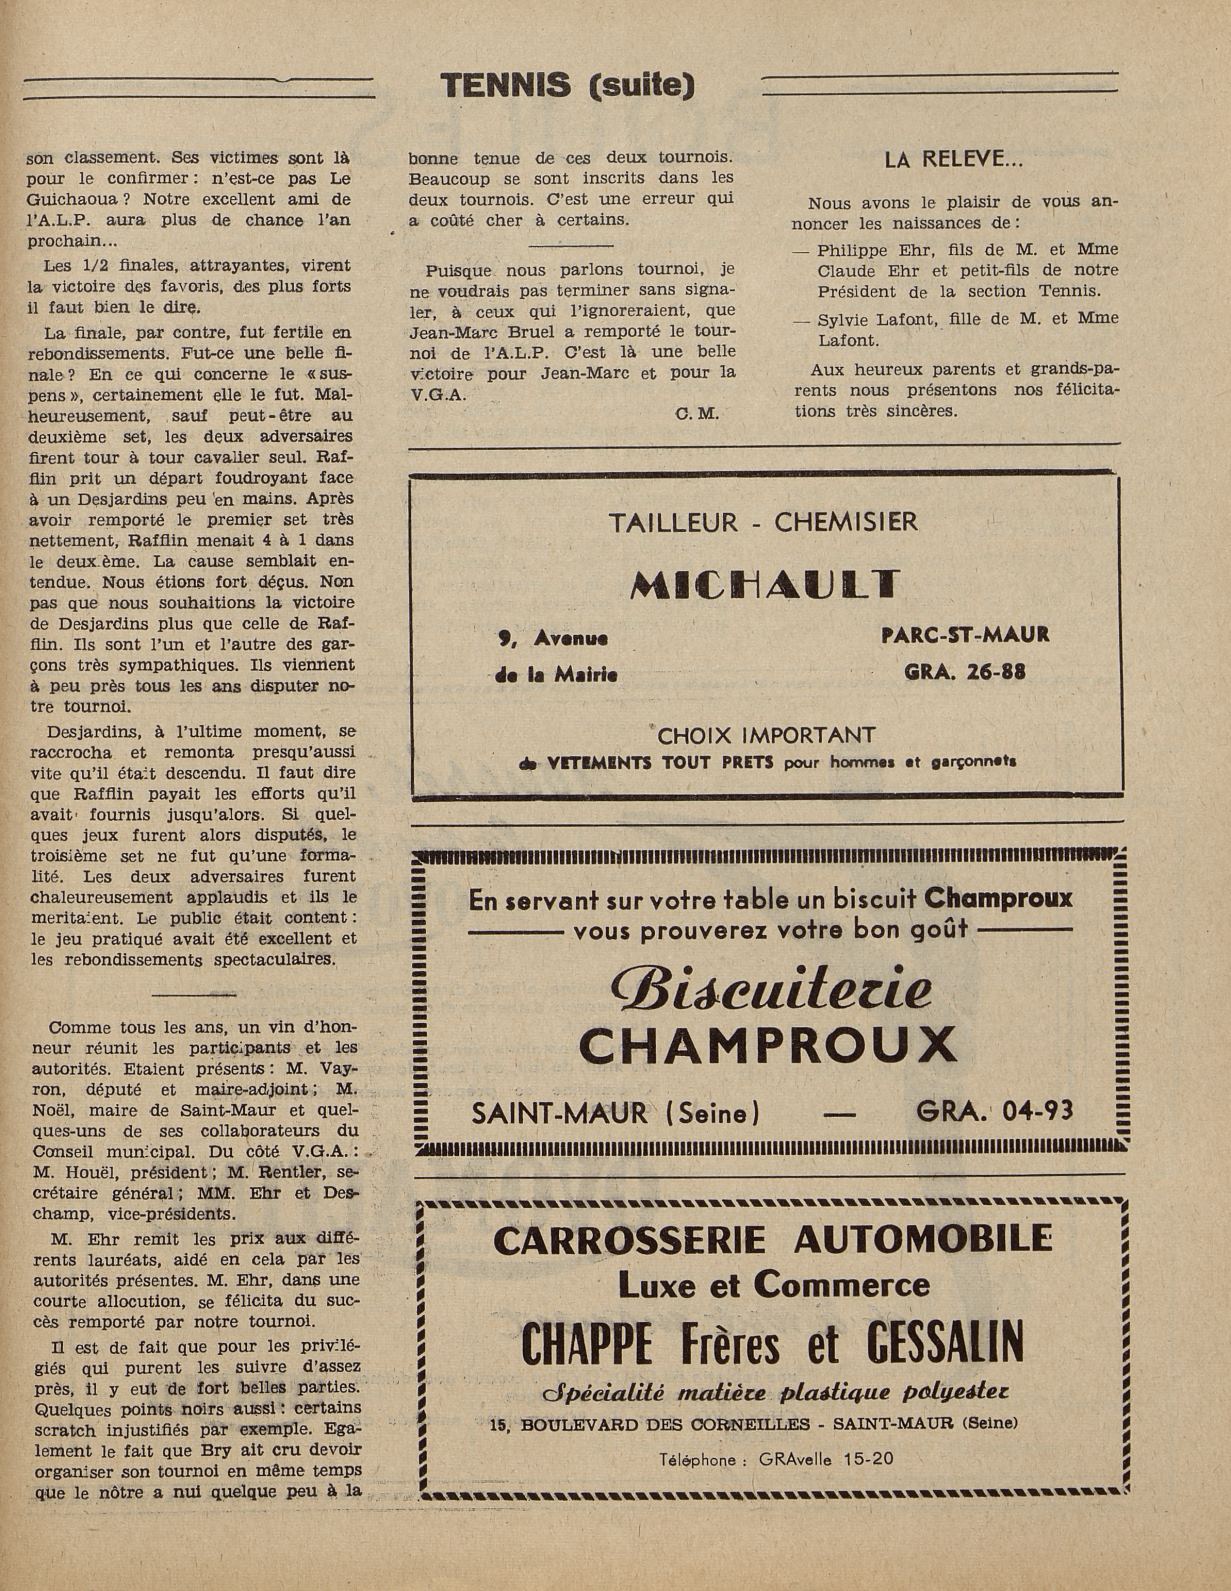 TENNIS (suite)
son classement. Ses victimes sont là
pour le confirmer : n'est-ce pas Le
Guichaoua ? Notre excellent ami de
l'A.L.P. aura plus de chance l'an
prochain...
Les 1/2 finales, attrayantes, virent
la victoire des favoris, des plus forts
il faut bien le dire.
La finale, par contre, fut fertile en
rebondissements. Fut-ce une belle fi-
nale ? En ce qui concerne le « sus-
pens », certainement elle le fut. Mal-
heureusement, sauf peut-être au
deuxième set, les deux adversaires
firent tour à tour cavalier seul. Raf-
flin prit un départ foudroyant face
à un Desjardins peu en mains. Après
avoir remporté le premier set très
nettement, Rafflin menait 4 à 1 dans
le deuxième. La cause semblait en-
tendue. Nous étions fort déçus. Non
pas que nous souhaitions la victoire
de Desjardins plus que celle de Raf-
flin. Ils sont l'un et l'autre des gar-
çons très sympathiques. Ils viennent
à peu près tous les ans disputer no-
tre tournoi.
Desjardins, à l'ultime moment, se
raccrocha et remonta presqu'aussi
vite qu'il était descendu. Il faut dire
que Rafflin payait les efforts qu'il
avait fournis jusqu'alors. Si quel-
ques jeux furent alors disputés, le
troisième set ne fut qu'une forma-
lité. Les deux adversaires furent
chaleureusement applaudis et ils le
meritaient. Le public était content :
le jeu pratiqué avait été excellent et
les rebondissements spectaculaires.
Comme tous les ans, un vin d'hon-
neur réunit les participants et les
autorités. Etaient présents : M. Vay-
ron, député et maire-adjoint ; M.
Noël, maire de Saint-Maur et quel-
ques-uns de ses collaborateurs du
Conseil municipal. Du côté V.G.A. :
M. Houël, président ; M. Rentler, se-
crétaire général ; MM. Ehr et Des-
champ, vice-présidents.
M. Ehr remit les prix aux diffé-
rents lauréats, aidé en cela par les
autorités présentes. M. Ehr, dans une
courte allocution, se félicita du suc-
cès remporté par notre tournoi.
Il est de fait que pour les privilé-
giés qui purent les suivre d'assez
près, il y eut de fort belles parties.
Quelques points noirs aussi : certains
scratch injustifiés par exemple. Ega-
lement le fait que Bry ait cru devoir
organiser son tournoi en même temps
que le nôtre a nui quelque peu à la
bonne tenue de ces deux tournois.
Beaucoup se sont inscrits dans les
deux tournois. C'est une erreur qui
a coûté cher à certains.
Puisque nous parlons tournoi, je
ne voudrais pas terminer sans signa-
ler, à ceux qui l'ignoreraient, que
Jean-Marc Bruel a remporté le tour-
noi de l'A.L.P. C'est là une belle
victoire pour Jean-Marc et pour la
V.G.A.
C. M.
LA RELEVE...
Nous avons le plaisir de vous an-
noncer les naissances de :
— Philippe Ehr, fils de M. et Mme
Claude Ehr et petit-fils de notre
Président de la section Tennis.
— Sylvie Lafont, fille de M. et Mme
Lafont.
Aux heureux parents et grands-pa-
rents nous présentons nos félicita-
tions très sincères.
TAILLEUR - CHEMISIER
MICHAULT
9, Avenue
de la Mairie
PARC-ST-MAUR
GRA. 26-88
CHOIX IMPORTANT
de VETEMENTS TOUT PRETS pour hommes et garçonnets
En servant sur votre table un biscuit Champroux
vous prouverez votre bon goût
Biscuiterie
CHAMPROUX
SAINT-MAUR (Seine) — GRA. 04-93
CARROSSERIE AUTOMOBILE
Luxe et Commerce
CHAPPE Frères et GESSALIN
Spécialité matière plastique polyester
15, BOULEVARD DES CORNEILLES - SAINT-MAUR (Seine)
Téléphone : GRAvelle 15-20